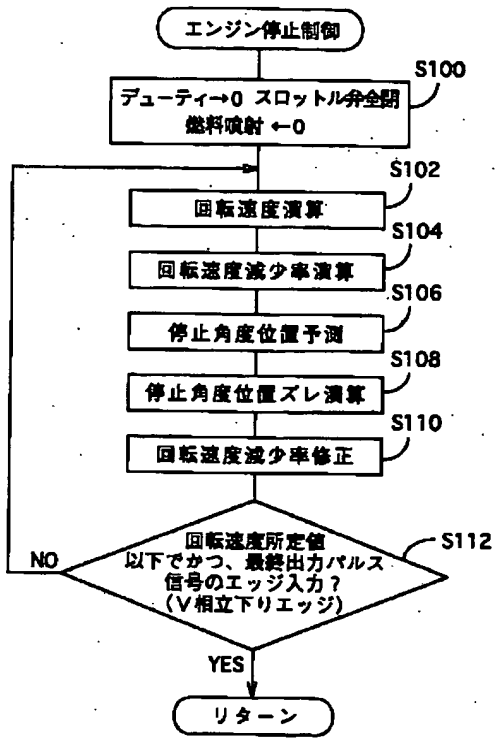 エンジン停止制御
S100
デューティ→0 スロットル弁全閉
燃料噴射 ←0
S102
回転速度演算
S104
回転速度減少率演算
S106
停止角度位置予測
S108
停止角度位置ズレ演算
S110
回転速度減少率修正
S112
回転速度所定値
以下でかつ、最終出力パルス
信号のエッジ入力?
(V相立下りエッジ)
NO
YES
リターン